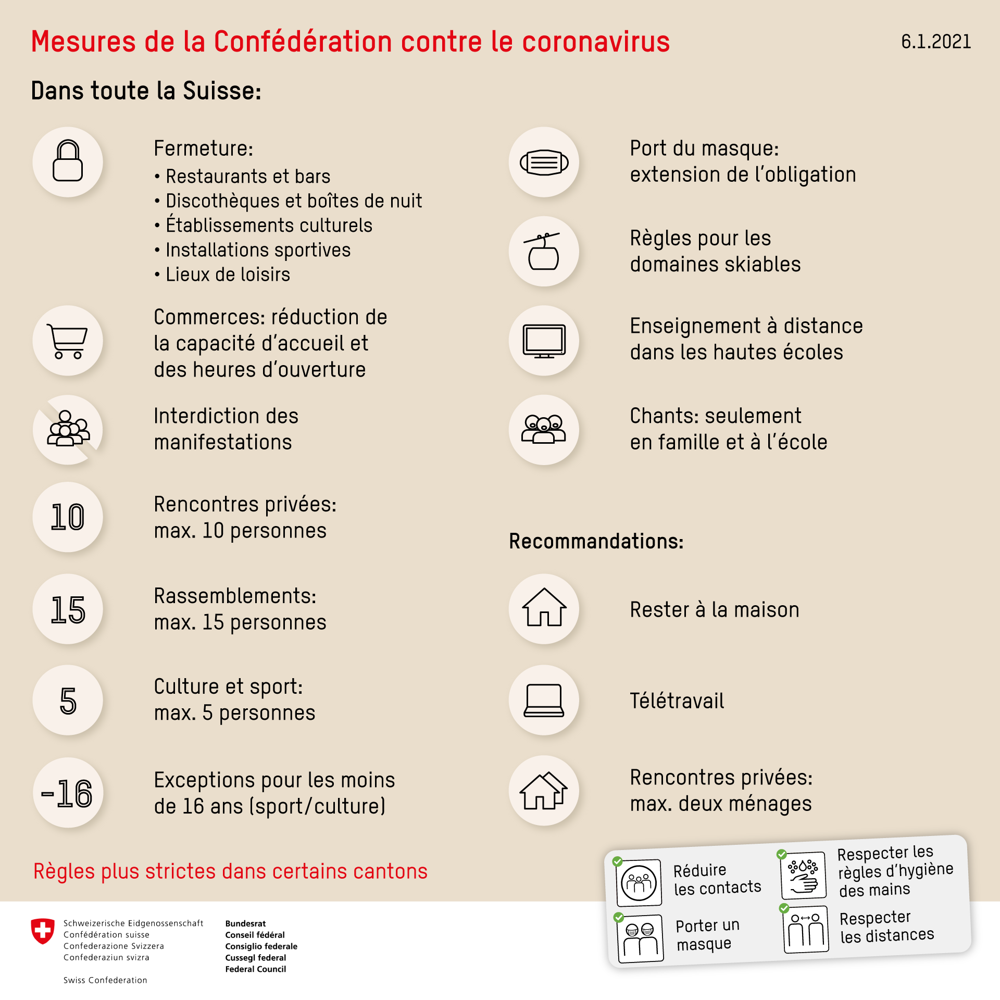 Mesures de la Confédération contre le coronavirus
6.1.2021
Dans toute la Suisse:
Fermeture:
• Restaurants et bars
• Discothèques et boîtes de nuit
• Établissements culturels
• Installations sportives
• Lieux de loisirs
Commerces: réduction de
la capacité d’accueil et
des heures d’ouverture
Interdiction des
manifestations
10
Rencontres privées:
max. 10 personnes
15
Rassemblements:
max. 15 personnes
5
Culture et sport:
max. 5 personnes
-16
Exceptions pour les moins
de 16 ans (sport/culture)
Règles plus strictes dans certains cantons
Port du masque:
extension de l’obligation
Règles pour les
domaines skiables
Enseignement à distance
dans les hautes écoles
Chants: seulement
en famille et à l’école
Recommandations:
Rester à la maison
Télétravail
Rencontres privées:
max. deux ménages
Réduire
les contacts
Respecter les
règles d’hygiène
des mains
Porter un
masque
Respecter
les distances
Schweizerische Eidgenossenschaft
Confédération suisse
Confederazione Svizzera
Confederaziun svizra
Swiss Confederation
Bundesrat
Conseil fédéral
Consiglio federale
Cussegl federal
Federal Council